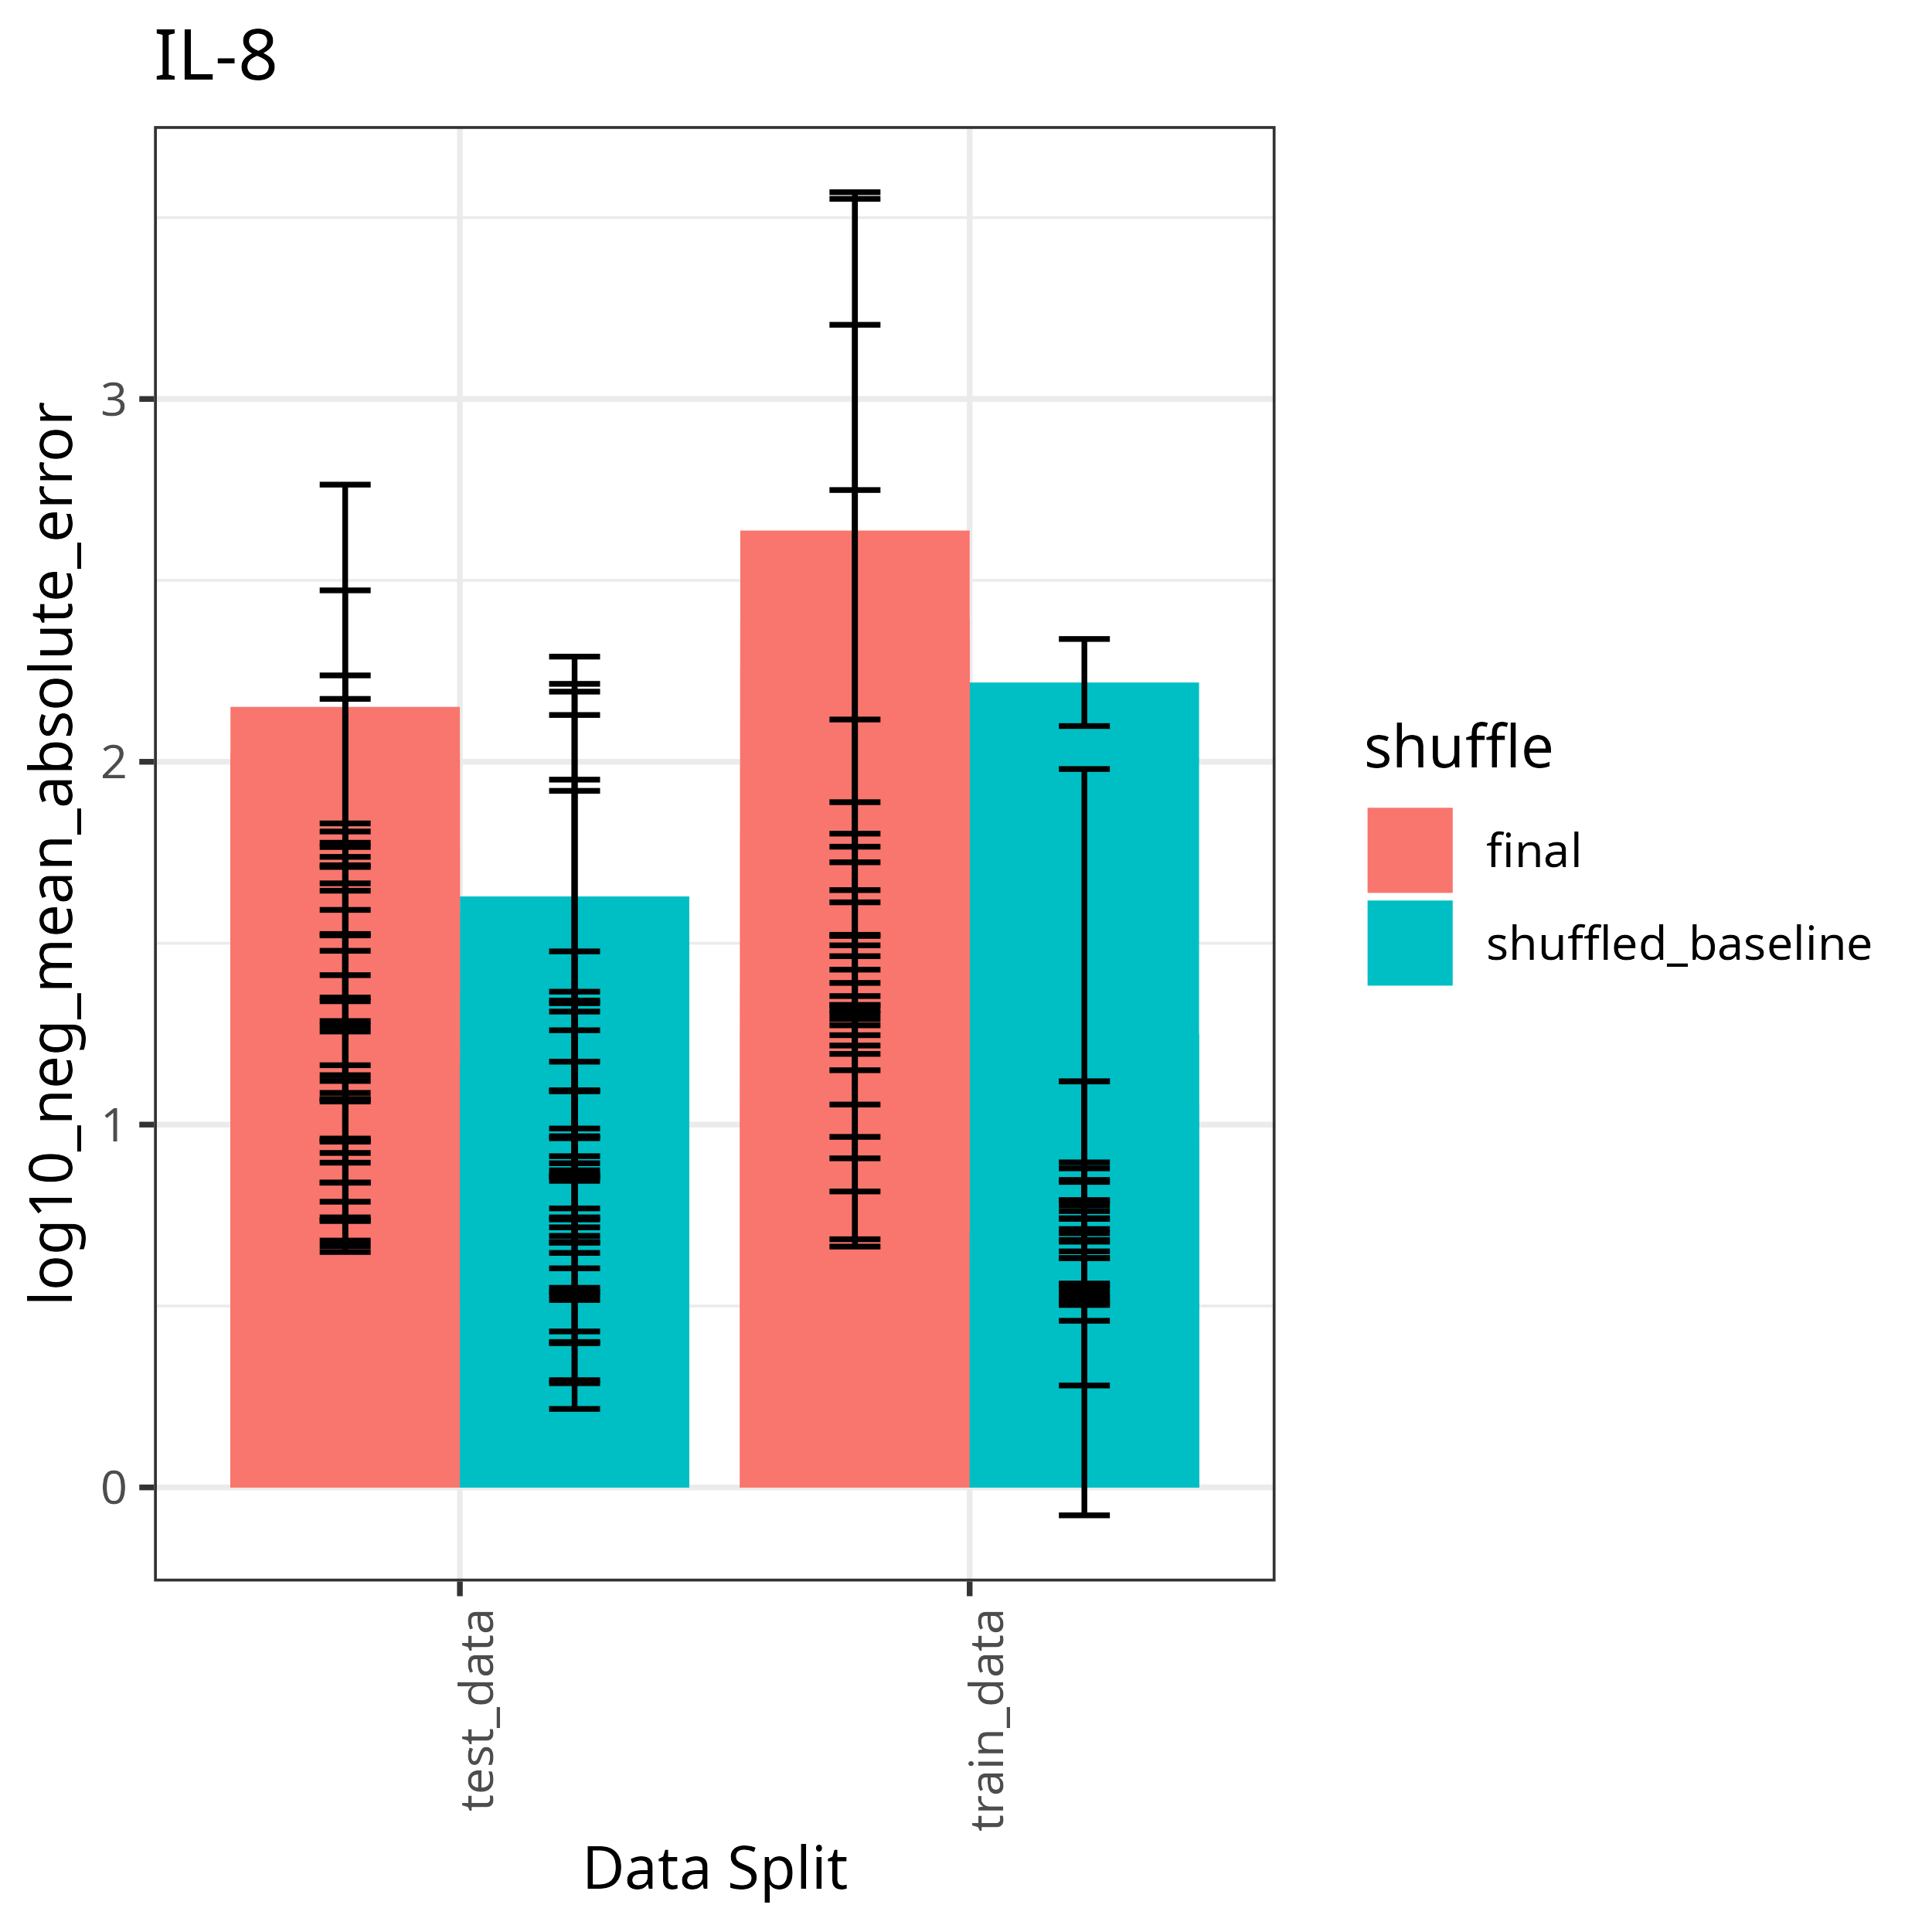 IL-8
log10_neg_mean_absolute_error
3
2
1
0
test_data
train_data
Data Split
shuffle
final
shuffled_baseline